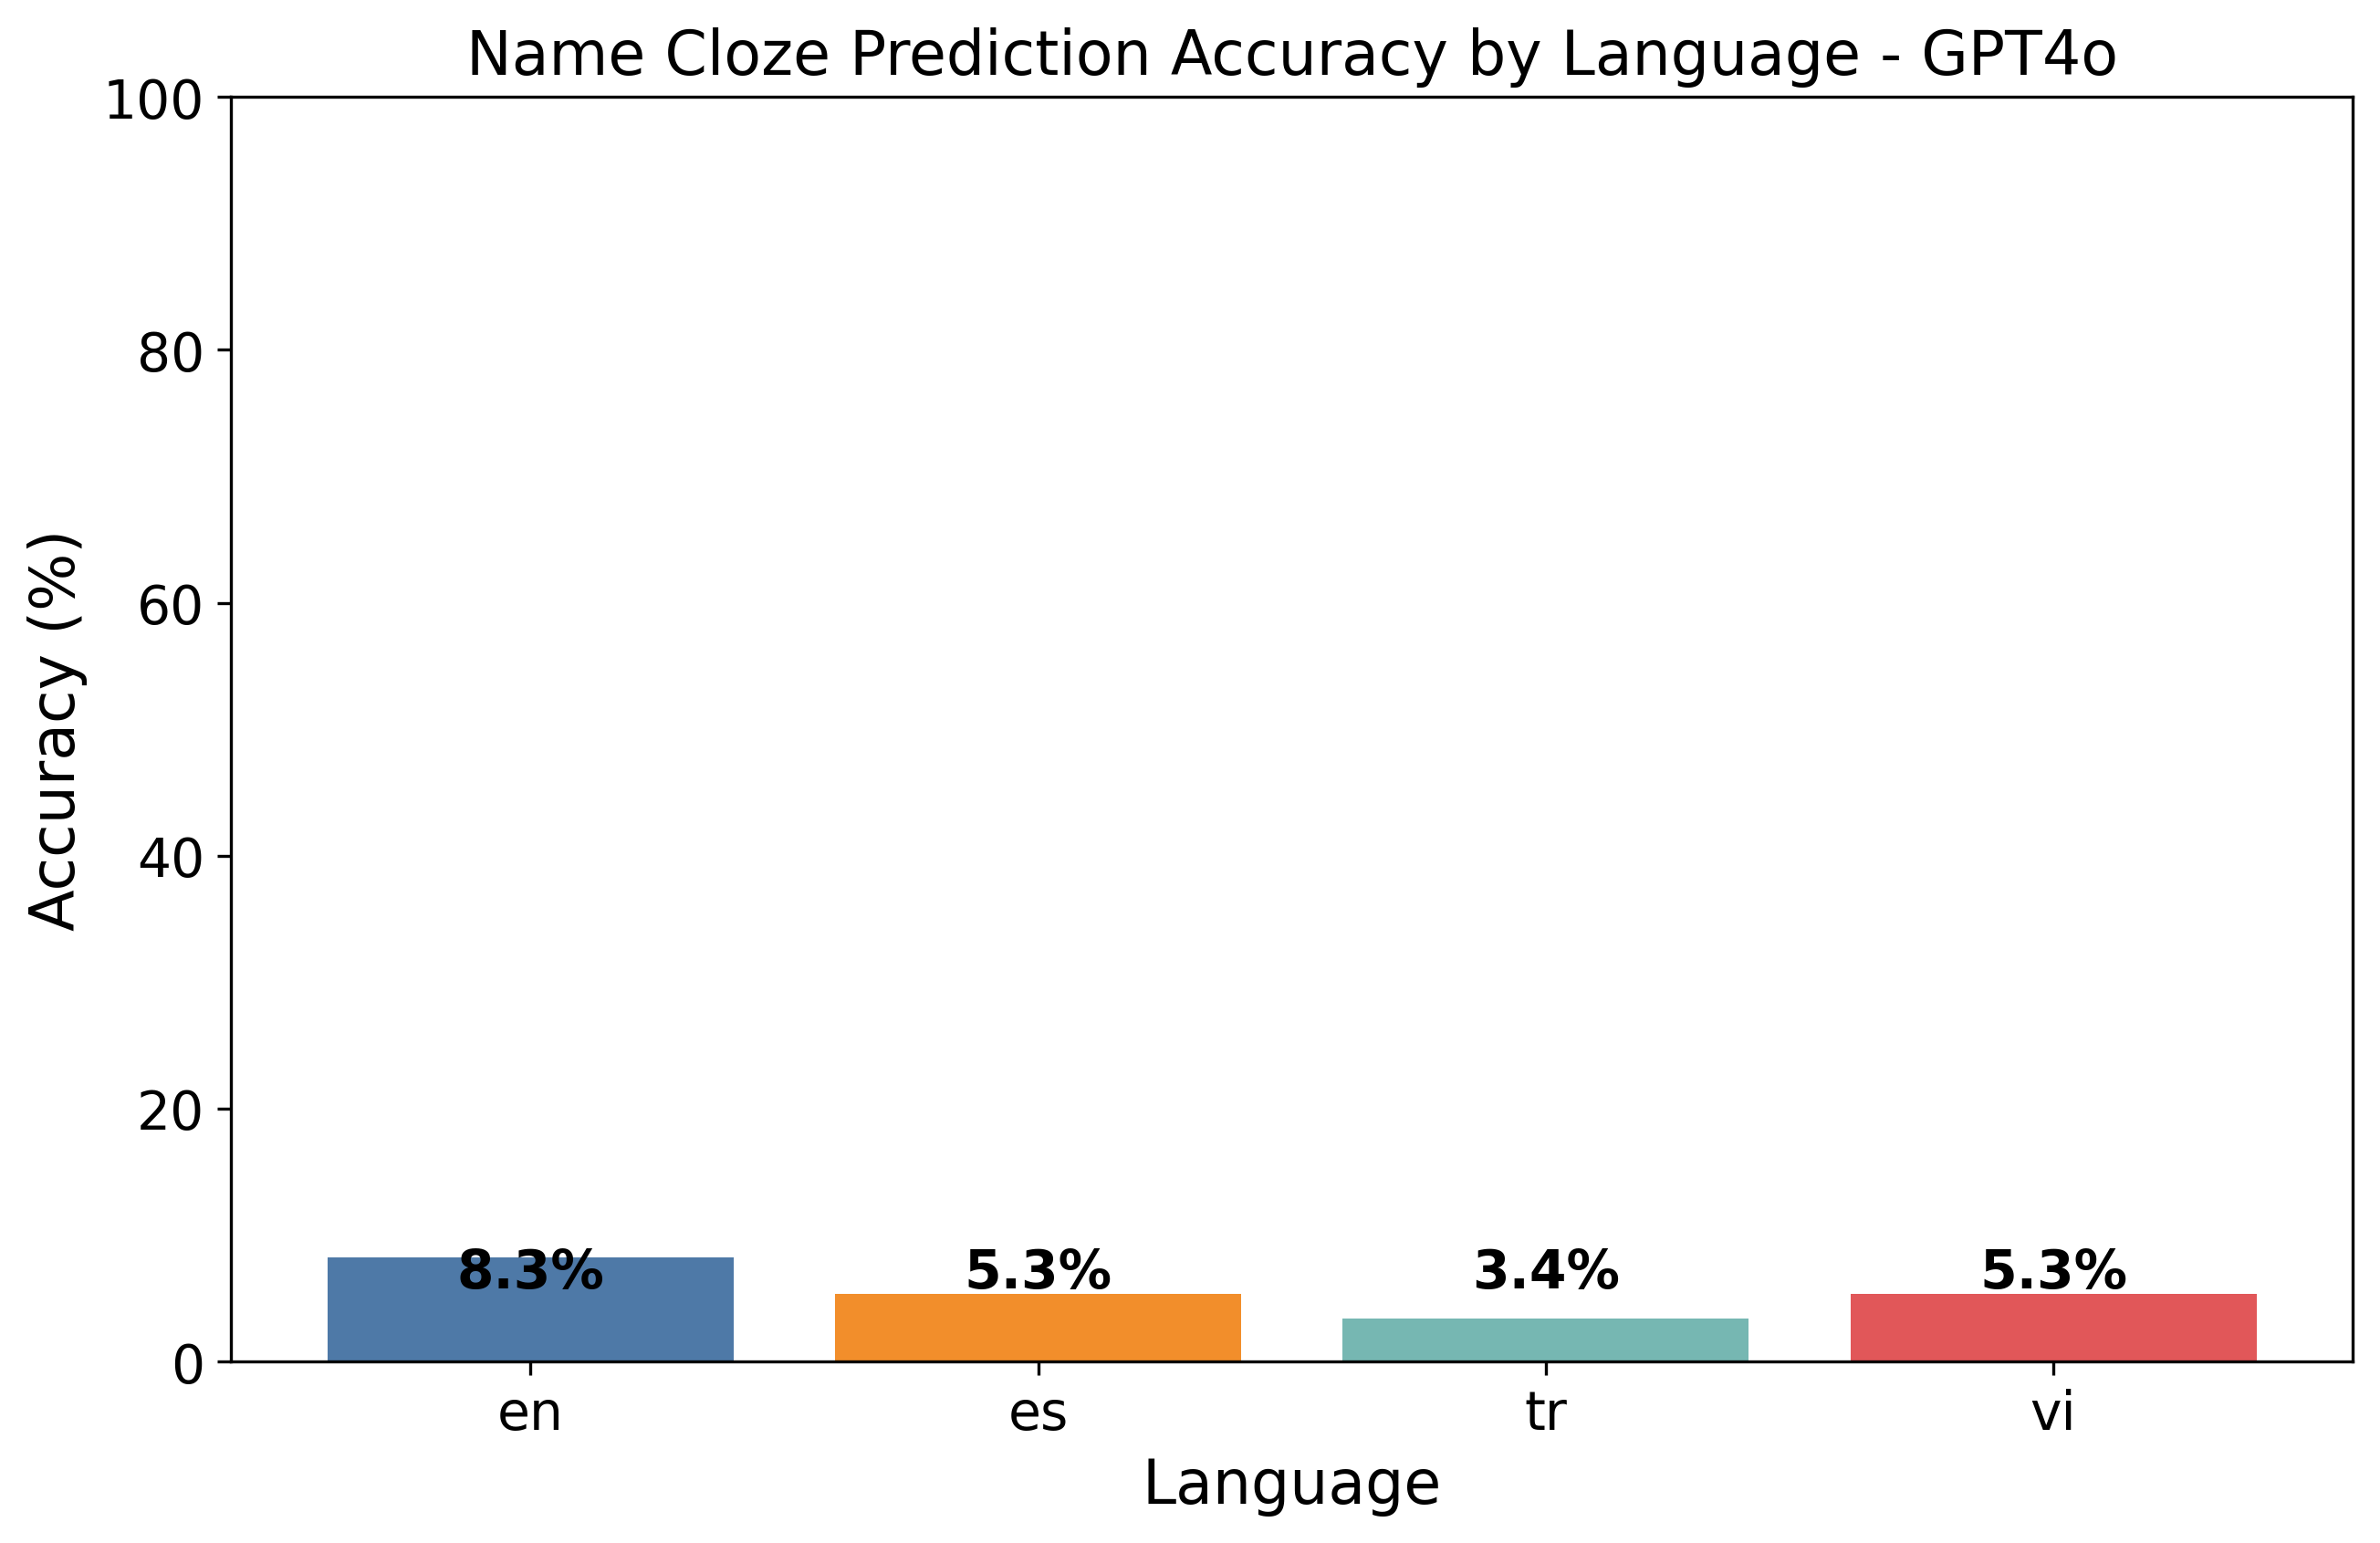 Name Cloze Prediction Accuracy by Language - GPT4o
100
80
60
40
20
0
Accuracy (%)
8.3%
5.3%
3.4%
5.3%
en
es
tr
vi
Language